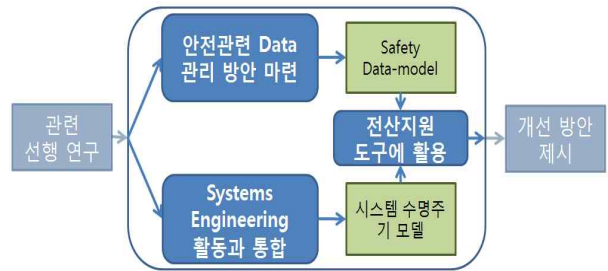 관련
선행 연구
안전관련 Data
관리 방안 마련
Safety
Data-model
전산지원
도구에 활용
Systems
Engineering
활동과 통합
시스템 수명주
기 모델
개선 방안
제시